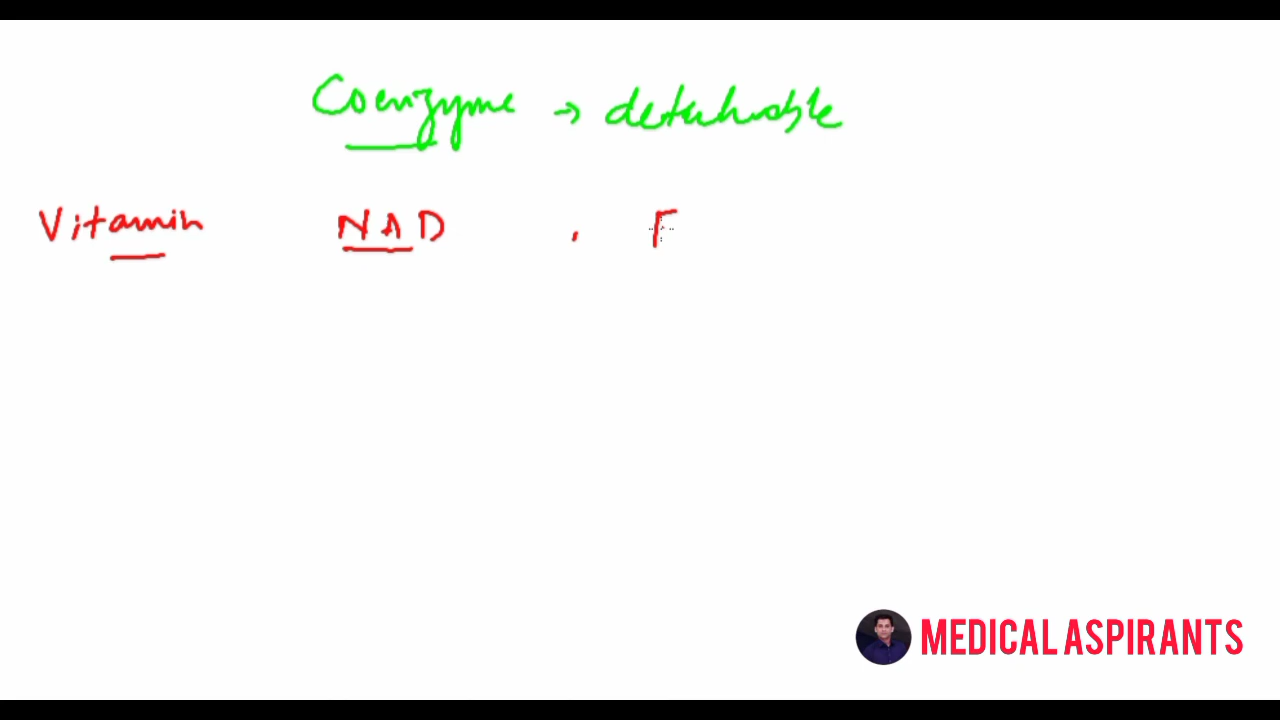 Coenzyme → detachable
Vitamin NAD , F
MEDICAL ASPIRANTS